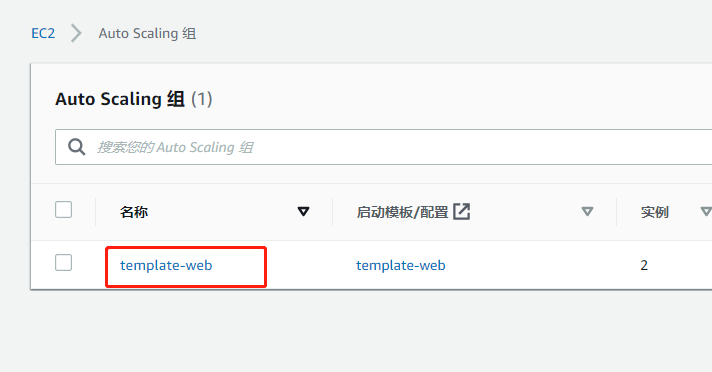 EC2 > Auto Scaling 组
Auto Scaling 组 (1)
搜索您的 Auto Scaling 组
名称 启动模板/配置 实例
template-web template-web 2